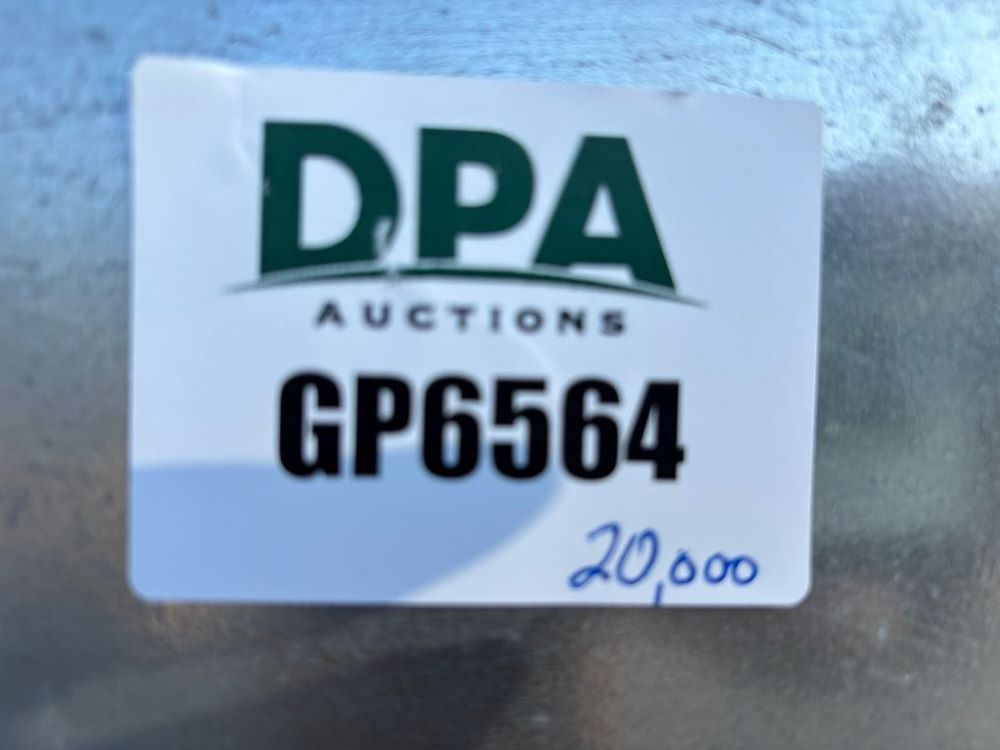 DPA
AUCTIONS
GP6564
20,000